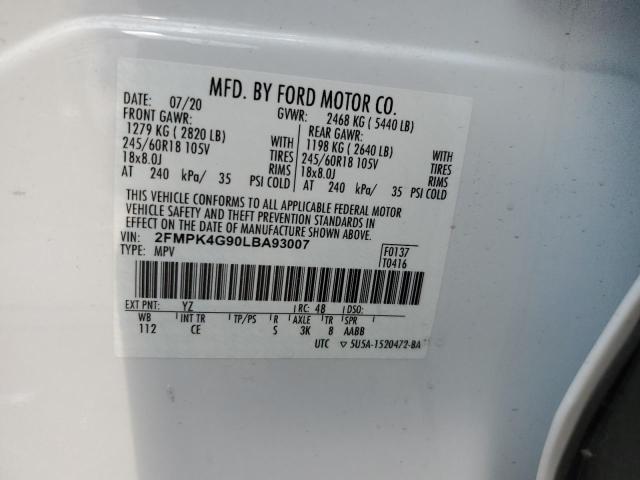 MFD. BY FORD MOTOR CO.
DATE: 07/20 GVWR: 2468 KG (5440 LB)
FRONT GAWR: REAR GAWR:
1279 KG (2820 LB) WITH 1198 KG (2640 LB) WITH
245/60R18 105V TIRES 245/60R18 105V TIRES
18x8.0J RIMS 18x8.0J RIMS
AT 240 kPa/ 35 PSI COLD AT 240 kPa/ 35 PSI COLD
THIS VEHICLE CONFORMS TO ALL APPLICABLE FEDERAL MOTOR
VEHICLE SAFETY AND THEFT PREVENTION STANDARDS IN
EFFECT ON THE DATE OF MANUFACTURE SHOWN ABOVE.
VIN: 2FMPK4G90LBA93007 F0137
TYPE: MPV T0416
EXT PNT: YZ RC: 48 DSO:
WB INT TR TP/PS R AXLE TR SPR
112 CE S 3K 8 AABB
UTC ▽ 5U5A-1520472-BA